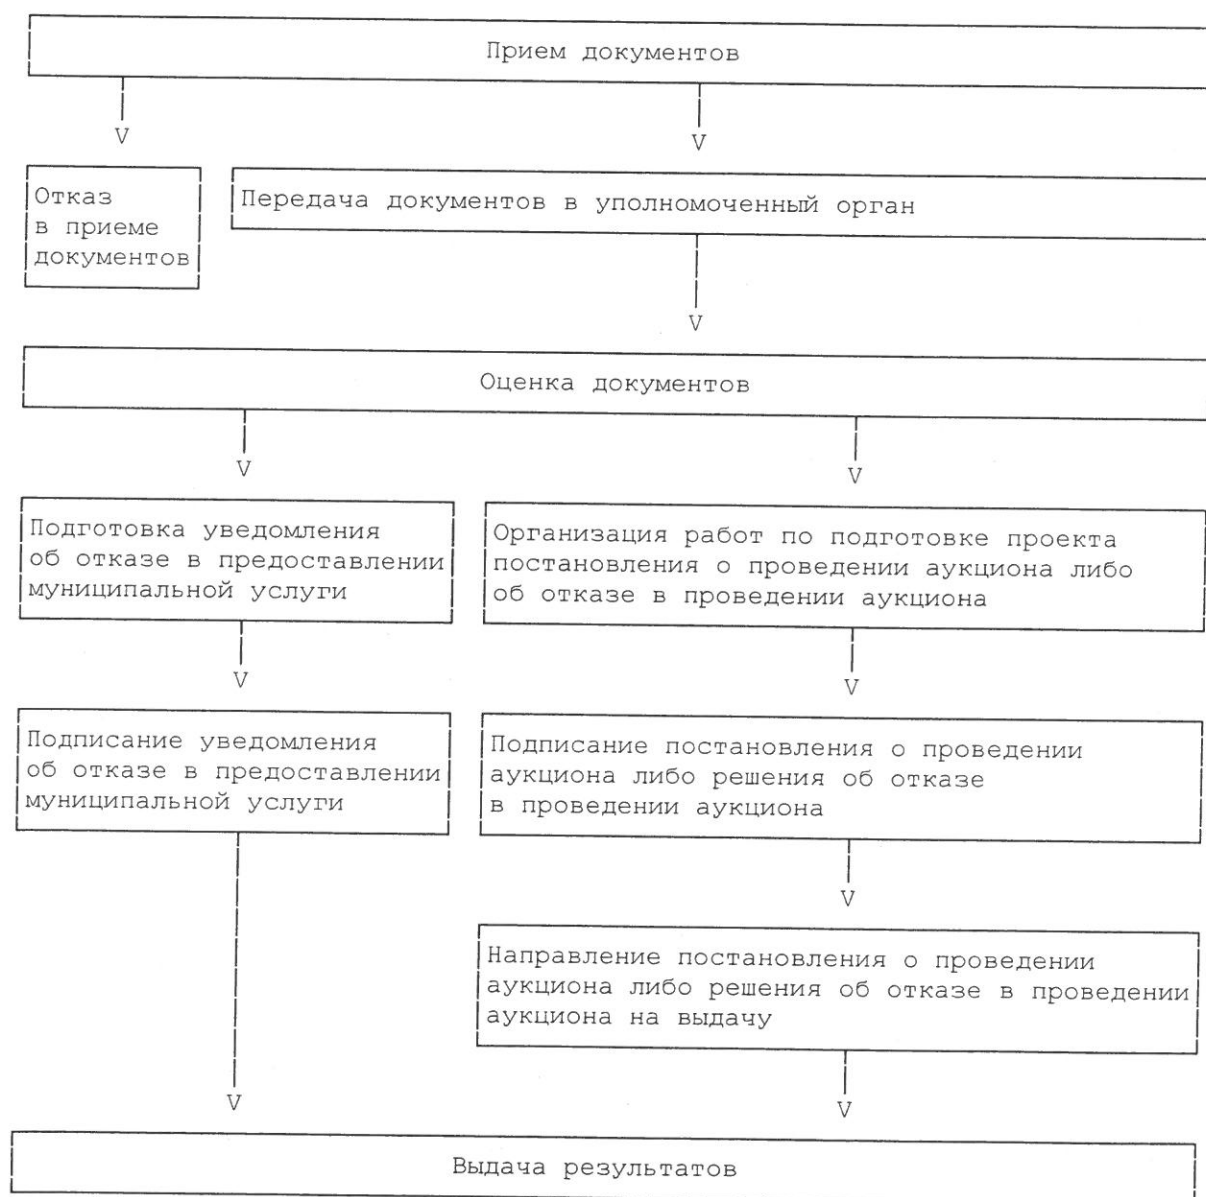 Прием документов
V
V
Отказ
в приеме
документов
Передача документов в уполномоченный орган
V
Оценка документов
V
V
Подготовка уведомления
об отказе в предоставлении
муниципальной услуги
Организация работ по подготовке проекта
постановления о проведении аукциона либо
об отказе в проведении аукциона
V
V
Подписание уведомления
об отказе в предоставлении
муниципальной услуги
Подписание постановления о проведении
аукциона либо решения об отказе
в проведении аукциона
V
Направление постановления о проведении
аукциона либо решения об отказе в проведении
аукциона на выдачу
V
V
Выдача результатов